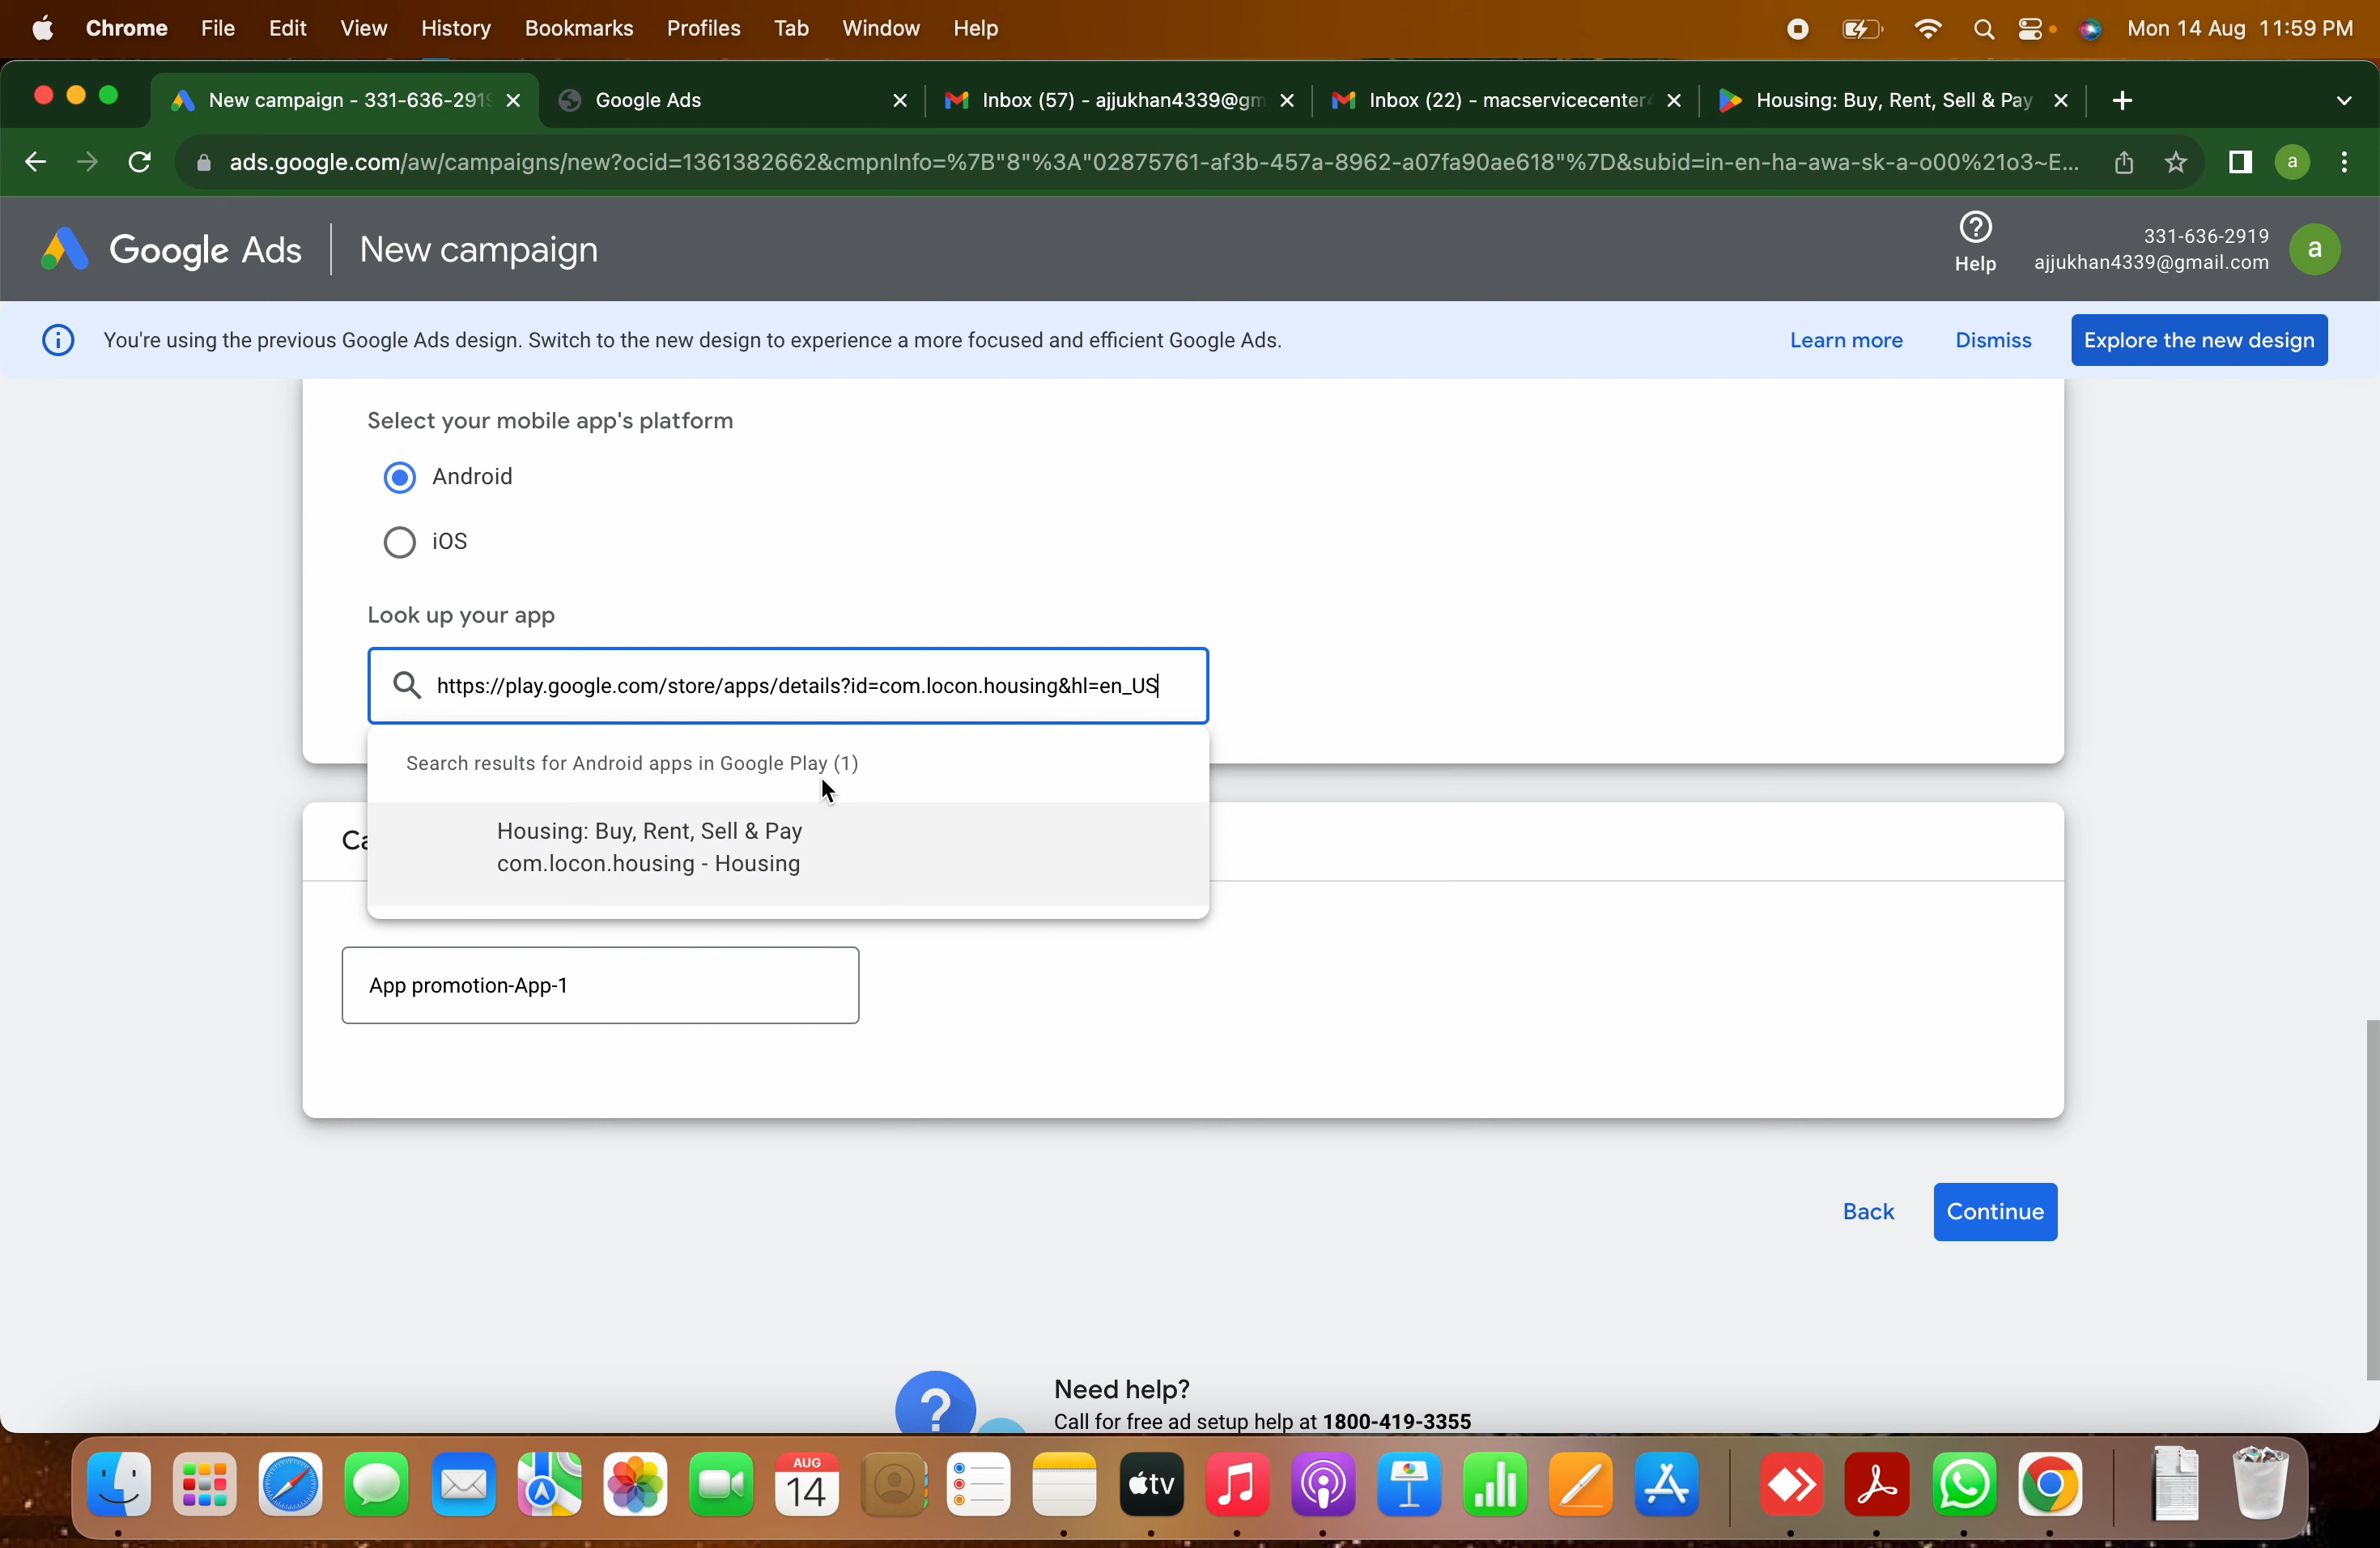 Chrome File Edit View History Bookmarks Profiles Tab Window Help Mon 14 Aug 11:59 PM
New campaign - 331-636-2919 Google Ads Inbox (57) - ajjukhan4339@gm Inbox (22) - macservicecenter Housing: Buy, Rent, Sell & Pay
ads.google.com/aw/campaigns/new?ocid=1361382662&cmpnInfo=%7B"8"%3A"02875761-af3b-457a-8962-a07fa90ae618"%7D&subid=in-en-ha-awa-sk-a-o00%21o3~E... a
Google Ads New campaign
Help
331-636-2919
ajjukhan4339@gmail.com
a
You're using the previous Google Ads design. Switch to the new design to experience a more focused and efficient Google Ads. Learn more Dismiss Explore the new design
Select your mobile app's platform
Android
iOS
Look up your app
https://play.google.com/store/apps/details?id=com.locon.housing&hl=en_US
Search results for Android apps in Google Play (1)
Housing: Buy, Rent, Sell & Pay
com.locon.housing - Housing
Ca
App promotion-App-1
Back Continue
Need help?
Call for free ad setup help at 1800-419-3355
AUG
14
tv